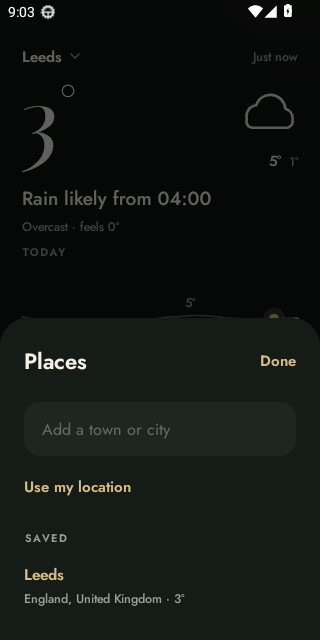 9:03
Leeds
Just now
3°
5° 1°
Rain likely from 04:00
Overcast · feels 0°
TODAY
5°
Places
Done
Add a town or city
Use my location
SAVED
Leeds
England, United Kingdom · 3°